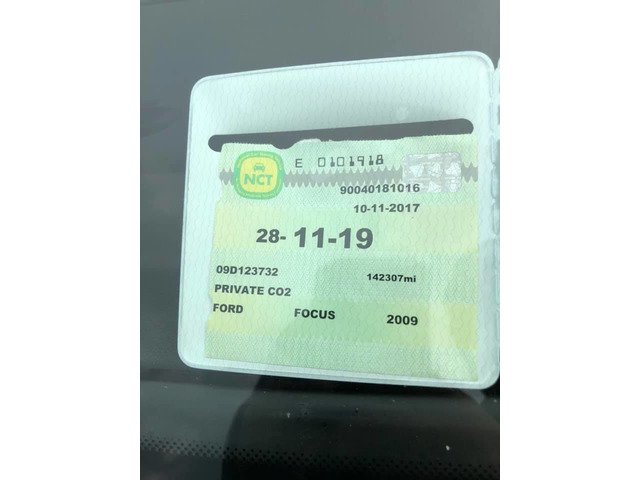 E 0101918
NCT
90040181016
10-11-2017
28- 11-19
09D123732 142307mi
PRIVATE CO2
FORD FOCUS 2009